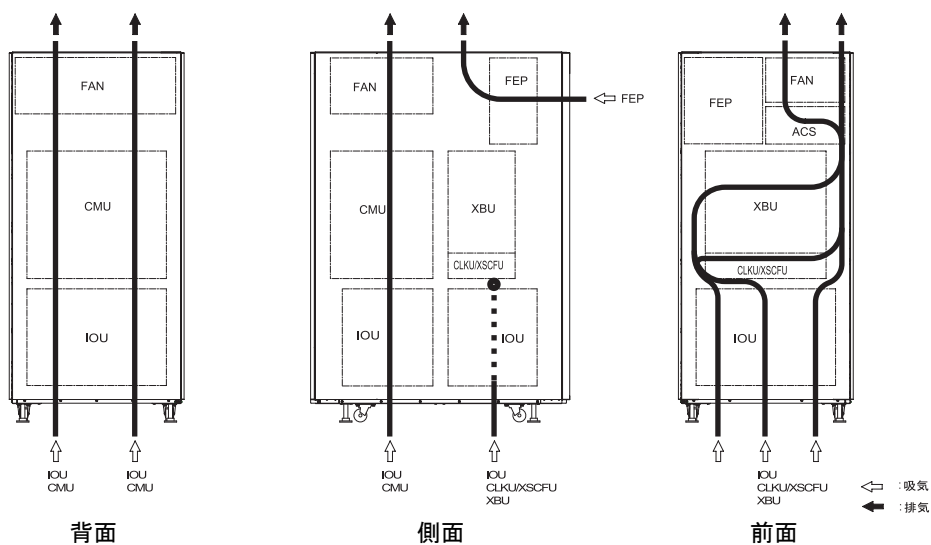 FAN
CMU
IOU
IOU
CMU
IOU
CMU
背面
FAN
FEP
FEP
CMU
XBU
CLKU/XSCFU
IOU
IOU
IOU
CMU
IOU
CLKU/XSCFU
XBU
側面
FEP
FAN
ACS
XBU
CLKU/XSCFU
IOU
IOU
CLKU/XSCFU
XBU
前面
:吸気
:排気